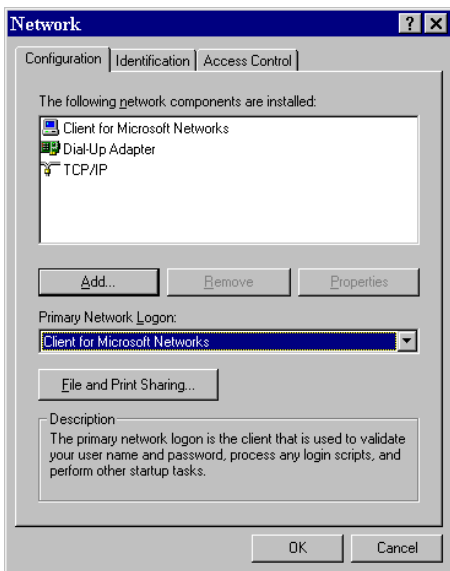 Network
Configuration Identification Access Control
The following network components are installed:
Client for Microsoft Networks
Dial-Up Adapter
TCP/IP
Add... Remove Properties
Primary Network Logon:
Client for Microsoft Networks
File and Print Sharing...
Description
The primary network logon is the client that is used to validate
your user name and password, process any login scripts, and
perform other startup tasks.
OK Cancel